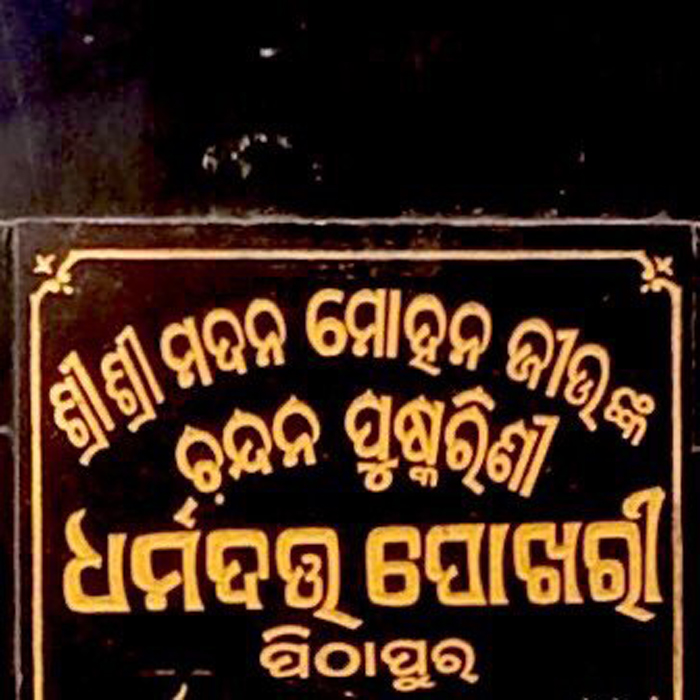 ଶ୍ରୀଶ୍ରୀ ମଦନ ମୋହନ ଜୀଉଙ୍କ
ଚନ୍ଦନ ପୁଷ୍କରିଣୀ
ଧର୍ମଦତ୍ତ ପୋଖରୀ
ପିଠାପୁର